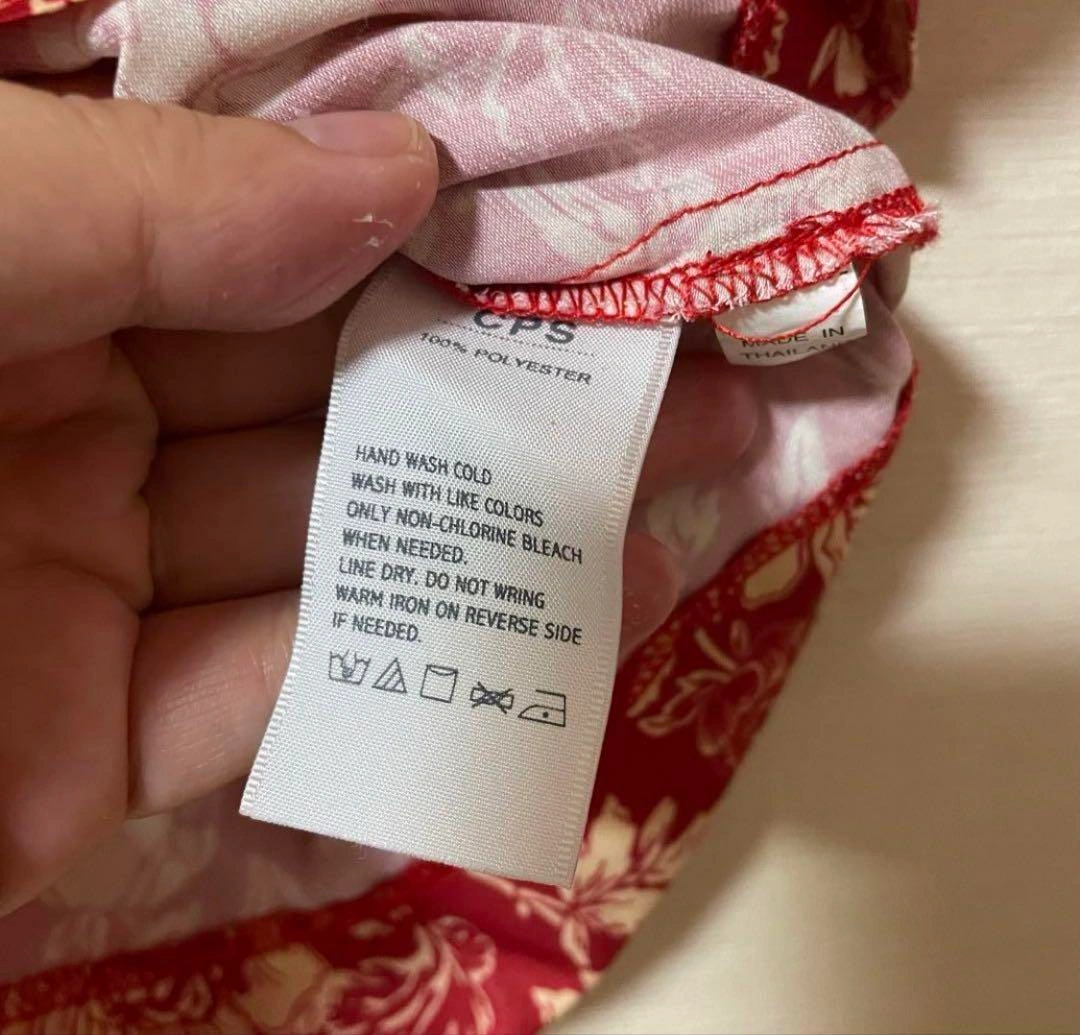 CPS
100% POLYESTER
HAND WASH COLD
WASH WITH LIKE COLORS
ONLY NON-CHLORINE BLEACH
WHEN NEEDED.
LINE DRY. DO NOT WRING
WARM IRON ON REVERSE SIDE
IF NEEDED.
MADE IN
THAILAND